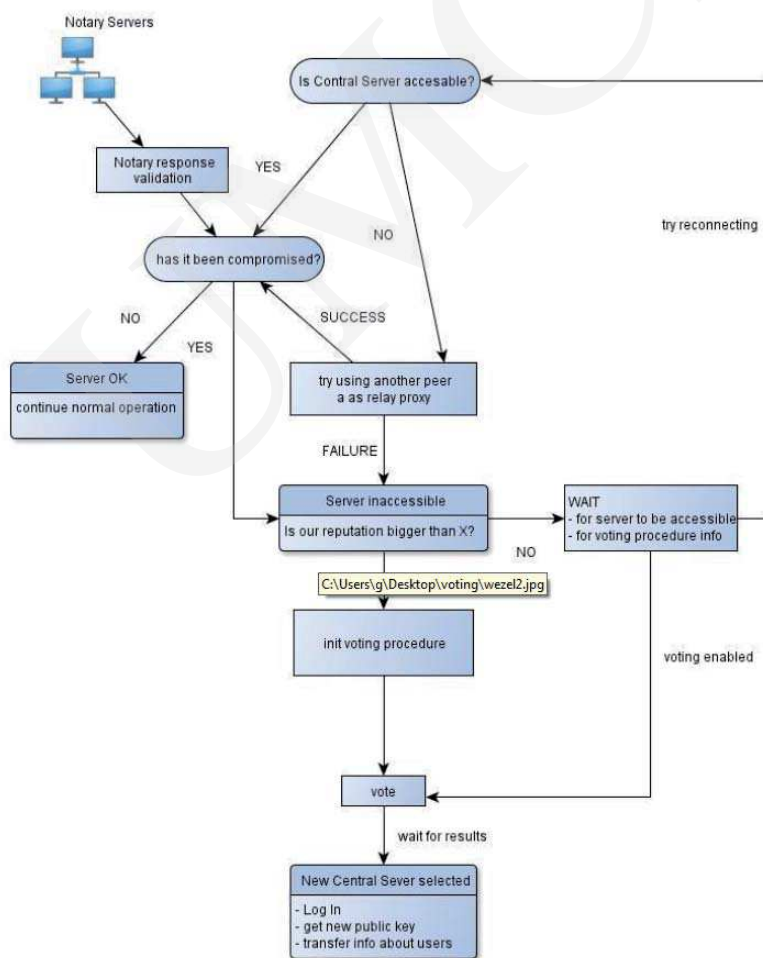 Notary Servers
Is Contral Server accesable?
Notary response
validation
YES
try reconnecting
NO
has it been compromised?
NO
SUCCESS
YES
Server OK
continue normal operation
try using another peer
a as relay proxy
FAILURE
Server inaccessible
Is our reputation bigger than X?
WAIT
- for server to be accessible
- for voting procedure info
NO
C:\Users\g\Desktop\voting\wezel2.jpg
init voting procedure
voting enabled
vote
wait for results
New Central Sever selected
- Log In
- get new public key
- transfer info about users